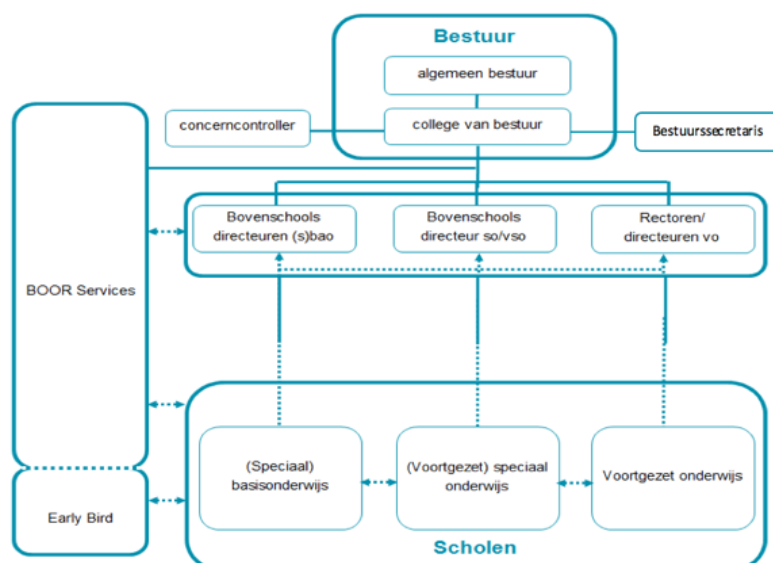 Bestuur
algemeen bestuur
concerncontroller
college van bestuur
Bestuurssecretaris
Bovenschools
directeuren (s)bao
Bovenschools
directeur so/vso
Rectoren/
directeuren vo
BOOR Services
(Speciaal)
basisonderwijs
(Voortgezet) speciaal
onderwijs
Voortgezet onderwijs
Early Bird
Scholen